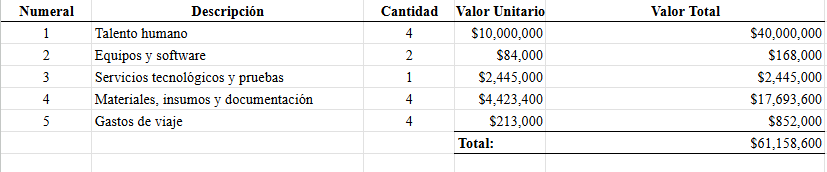 Numeral Descripción Cantidad Valor Unitario Valor Total
1 Talento humano 4 $10,000,000 $40,000,000
2 Equipos y software 2 $84,000 $168,000
3 Servicios tecnológicos y pruebas 1 $2,445,000 $2,445,000
4 Materiales, insumos y documentación 4 $4,423,400 $17,693,600
5 Gastos de viaje 4 $213,000 $852,000
Total: $61,158,600